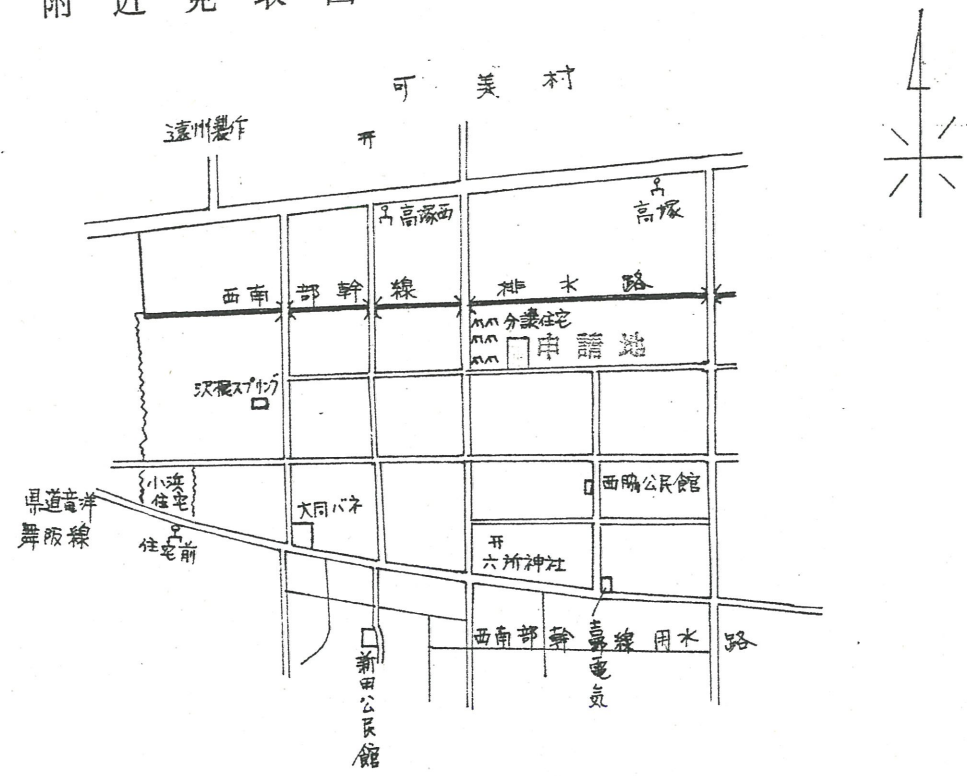 附近見取図
可美村
遠州製作
高塚西
高塚
西南部幹線排水路
分譲住宅
申請地
沢根スプリング
小浜
住宅
西脇公民館
県道竜洋
舞阪線
大同バネ
住宅前
六所神社
西南部幹線用水路
電気
新田公民館